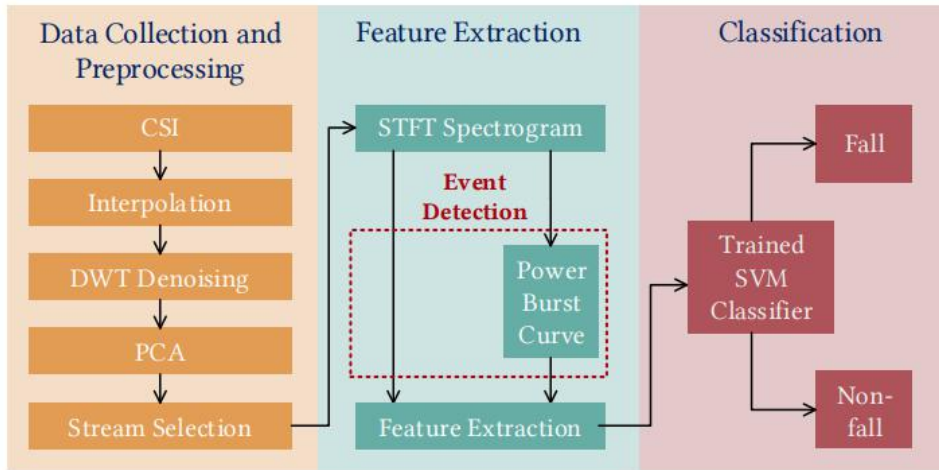 Data Collection and
Preprocessing
CSI
Interpolation
DWT Denoising
PCA
Stream Selection
Feature Extraction
STFT Spectrogram
Event
Detection
Power
Burst
Curve
Feature Extraction
Classification
Fall
Trained
SVM
Classifier
Non-
fall